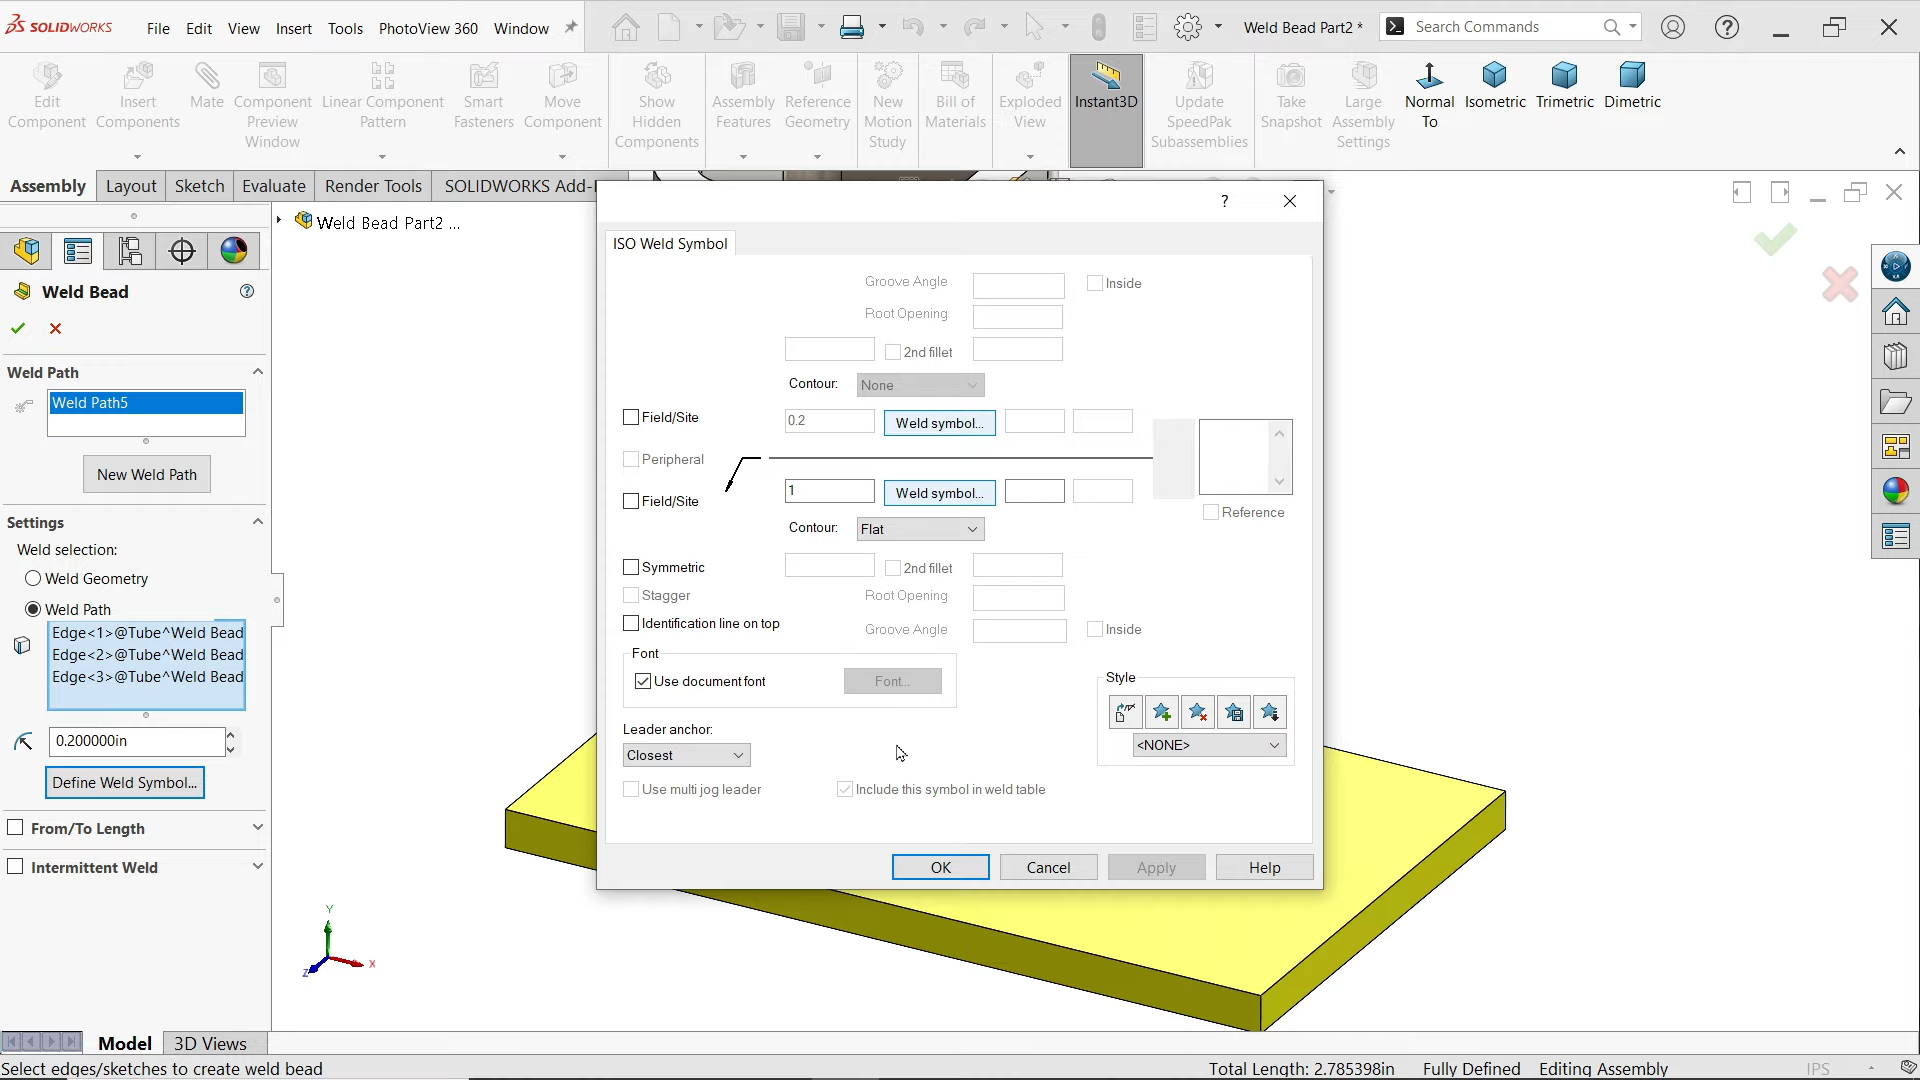 SOLIDWORKS File Edit View Insert Tools PhotoView 360 Window Weld Bead Part2 * Search Commands
Edit Component
Insert Components
Mate
Component Preview Window
Linear Component Pattern
Smart Fasteners
Move Component
Show Hidden Components
Assembly Features
Reference Geometry
New Motion Study
Bill of Materials
Exploded View
Instant3D
Update SpeedPak Subassemblies
Take Snapshot
Large Assembly Settings
Normal To
Isometric
Trimetric
Dimetric
Assembly Layout Sketch Evaluate Render Tools SOLIDWORKS Add-I
Weld Bead Part2 ...
Weld Bead
Weld Path
Weld Path5
New Weld Path
Settings
Weld selection:
Weld Geometry
Weld Path
Edge<1>@Tube^Weld Bead
Edge<2>@Tube^Weld Bead
Edge<3>@Tube^Weld Bead
0.200000in
Define Weld Symbol...
From/To Length
Intermittent Weld
ISO Weld Symbol
Groove Angle Inside
Root Opening
2nd fillet
Contour: None
Field/Site 0.2 Weld symbol...
Peripheral
Field/Site 1 Weld symbol...
Reference
Contour: Flat
Symmetric 2nd fillet
Stagger Root Opening
Identification line on top Groove Angle Inside
Font
Use document font Font...
Style
<NONE>
Leader anchor:
Closest
Use multi jog leader Include this symbol in weld table
OK Cancel Apply Help
Y
X
Z
Model 3D Views
Select edges/sketches to create weld bead Total Length: 2.785398in Fully Defined Editing Assembly IPS